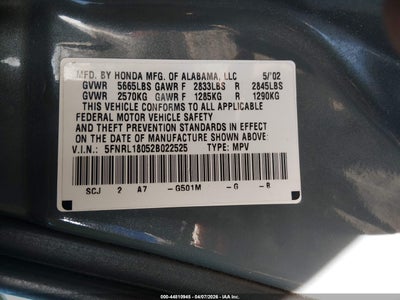 MFD. BY HONDA MFG. OF ALABAMA, LLC 5/'02
GVWR 5665LBS GAWR F 2833LBS R 2845LBS
GVWR 2570KG GAWR F 1285KG R 1290KG
THIS VEHICLE CONFORMS TO ALL APPLICABLE
FEDERAL MOTOR VEHICLE SAFETY
AND THEFT PREVENTION STANDARDS IN EFFECT ON THE
DATE OF MANUFACTURE SHOWN ABOVE.
V.I.N: 5FNRL18052B022525 TYPE: MPV
SCJ 2 A7 -G501M -G -B
000-44810945 - 04/07/2026 - © IAA Inc.